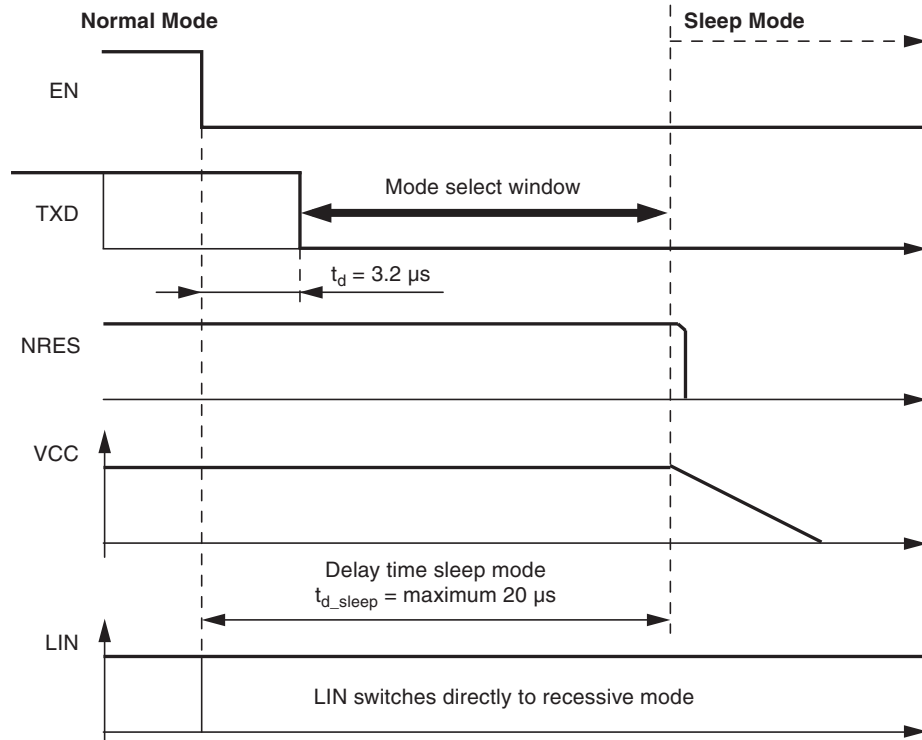 Normal Mode
Sleep Mode
EN
TXD
Mode select window
t_d = 3.2 µs
NRES
VCC
Delay time sleep mode
t_d_sleep = maximum 20 µs
LIN
LIN switches directly to recessive mode